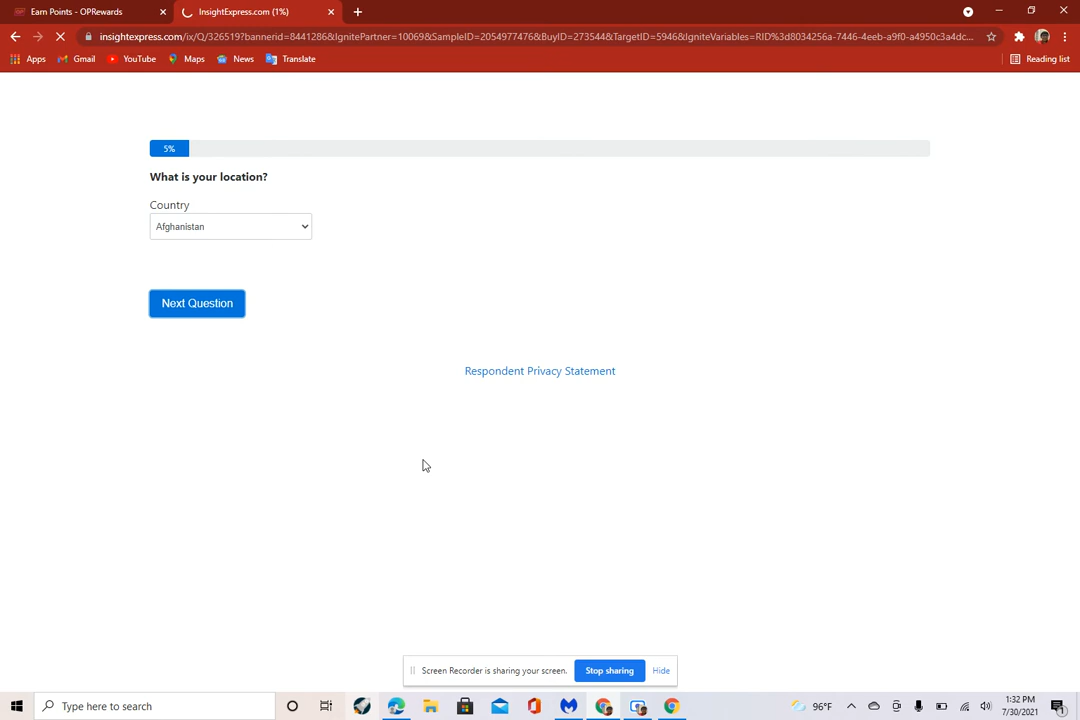 Earn Points - OPRewards
InsightExpress.com (1%)
insightexpress.com/ix/Q/326519?bannerid=8441286&IgnitePartner=10069&SampleID=2054977476&BuyID=273544&TargetID=5946&IgniteVariables=RID%3d8034256a-7446-4eeb-a9f0-a4950c3a4dc...
Apps
Gmail
YouTube
Maps
News
Translate
Reading list
5%
What is your location?
Country
Afghanistan
Next Question
Respondent Privacy Statement
Screen Recorder is sharing your screen.
Stop sharing
Hide
Type here to search
96°F
1:32 PM
7/30/2021
1